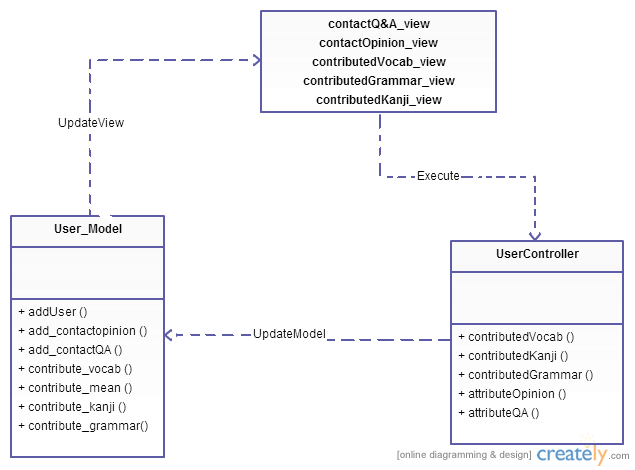 contactQ&A_view
contactOpinion_view
contributedVocab_view
contributedGrammar_view
contributedKanji_view
UpdateView
Execute
User_Model
+ addUser ()
+ add_contactopinion ()
+ add_contactQA ()
+ contribute_vocab ()
+ contribute_mean ()
+ contribute_kanji ()
+ contribute_grammar()
UpdateModel
UserController
+ contributedVocab ()
+ contributedKanji ()
+ contributedGrammar ()
+ attributeOpinion ()
+ attributeQA ()
[online diagramming & design] creately.com